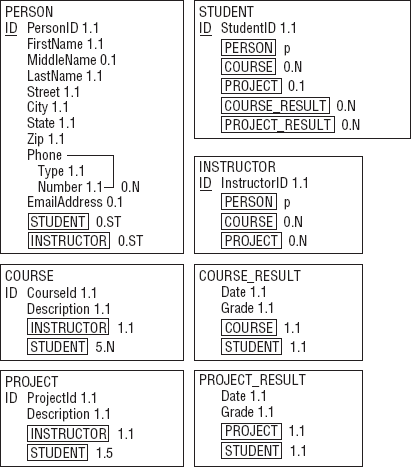 PERSON
ID PersonID 1.1
FirstName 1.1
MiddleName 0.1
LastName 1.1
Street 1.1
City 1.1
State 1.1
Zip 1.1
Phone
Type 1.1
Number 1.1 0.N
EmailAddress 0.1
STUDENT 0.ST
INSTRUCTOR 0.ST
STUDENT
ID StudentID 1.1
PERSON p
COURSE 0.N
PROJECT 0.1
COURSE_RESULT 0.N
PROJECT_RESULT 0.N
INSTRUCTOR
ID InstructorID 1.1
PERSON p
COURSE 0.N
PROJECT 0.N
COURSE
ID CourseId 1.1
Description 1.1
INSTRUCTOR 1.1
STUDENT 5.N
COURSE_RESULT
Date 1.1
Grade 1.1
COURSE 1.1
STUDENT 1.1
PROJECT
ID ProjectId 1.1
Description 1.1
INSTRUCTOR 1.1
STUDENT 1.5
PROJECT_RESULT
Date 1.1
Grade 1.1
PROJECT 1.1
STUDENT 1.1